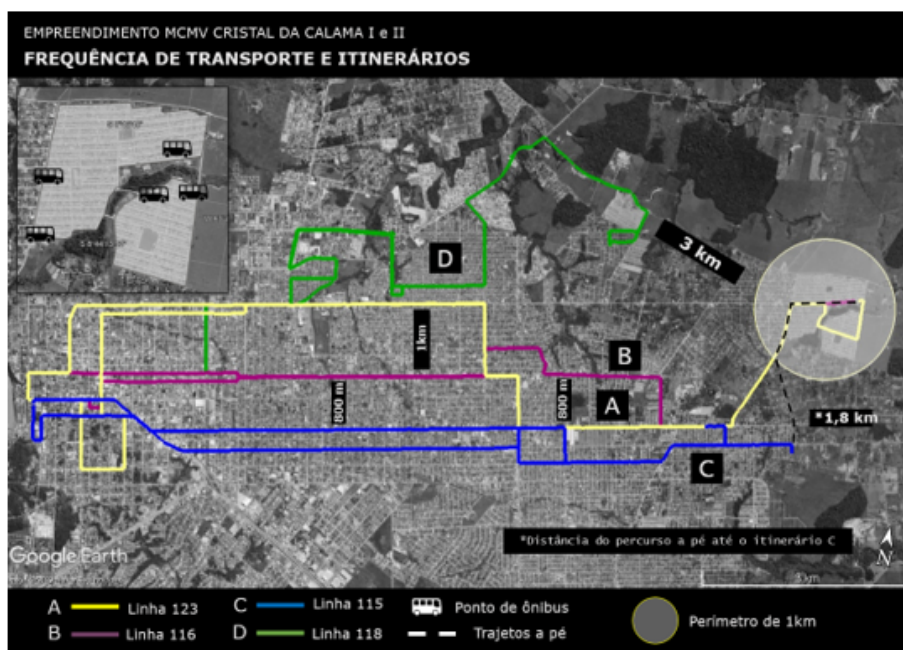 EMPREENDIMENTO MCMV CRISTAL DA CALAMA I e II
FREQUÊNCIA DE TRANSPORTE E ITINERÁRIOS
D
3 km
1km
B
800 m
800 m
A
*1,8 km
C
*Distância do percurso a pé até o itinerário C
N
Google Earth
A Linha 123
C Linha 115
Ponto de ônibus
Perímetro de 1km
B Linha 116
D Linha 118
Trajetos a pé